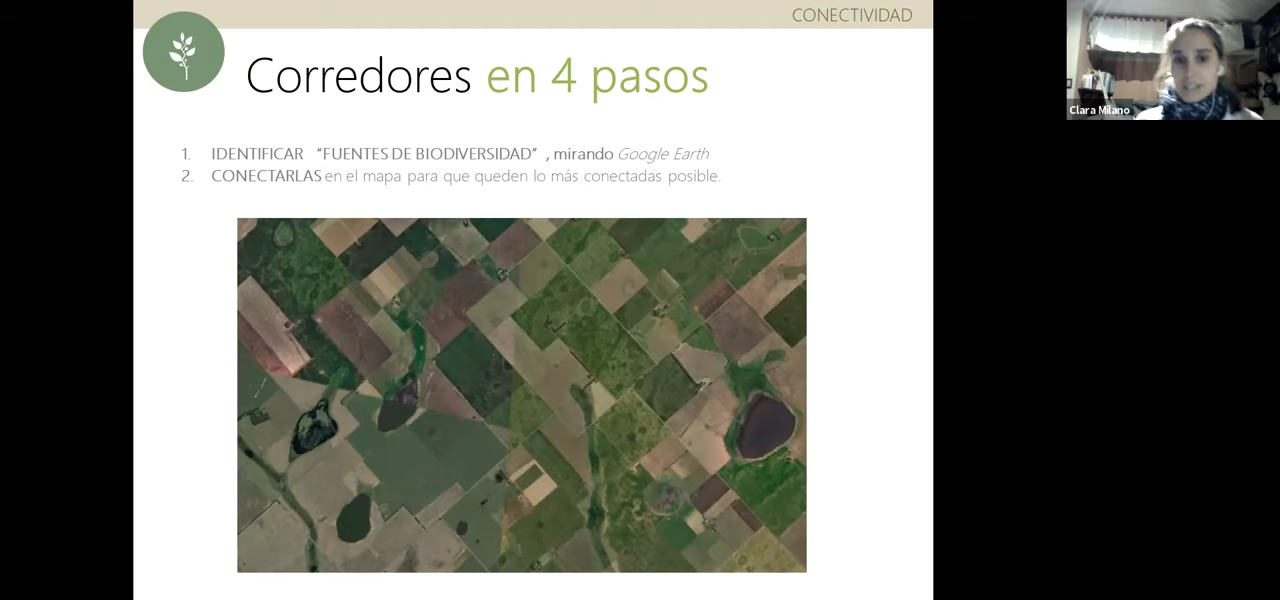 CONECTIVIDAD
Corredores en 4 pasos
1. IDENTIFICAR "FUENTES DE BIODIVERSIDAD" , mirando Google Earth
2. CONECTARLAS en el mapa para que queden lo más conectadas posible.
Clara Milano